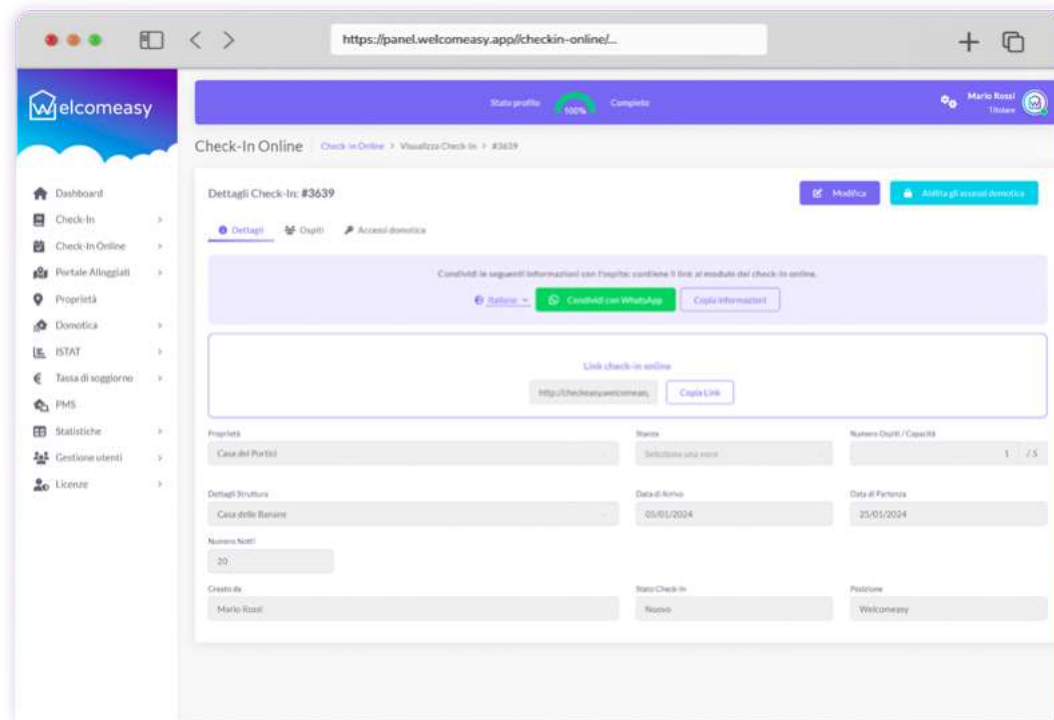 https://panel.welcomeasy.app//checkin-online/...
Welcomeasy
Stato profilo 100% Completo
Mario Rossi
Titolare
Check-In Online Check-in Online > Visualizza Check-In > #3639
Dashboard
Check-In
Check-In Online
Portale Alloggiati
Proprietà
Domotica
ISTAT
Tassa di soggiorno
PMS
Statistiche
Gestione utenti
Licenze
Dettagli Check-In: #3639
Modifica
Abilita gli accessi domotica
Dettagli Ospiti Accessi domotica
Condividi le seguenti informazioni con l'ospite: contiene il link al modulo del check-in online.
Italiano Condividi con WhatsApp Copia Informazioni
Link check-in online
http://checkeasy.welcomeasy. Copia Link
Proprietà Stanza Numero Ospiti / Capacità
Casa dei Portici Seleziona una voce 1 / 5
Dettagli Struttura Data di Arrivo Data di Partenza
Casa delle Banane 05/01/2024 25/01/2024
Numero Notti
20
Creato da Stato Check-In Posizione
Mario Rossi Nuovo Welcomeasy